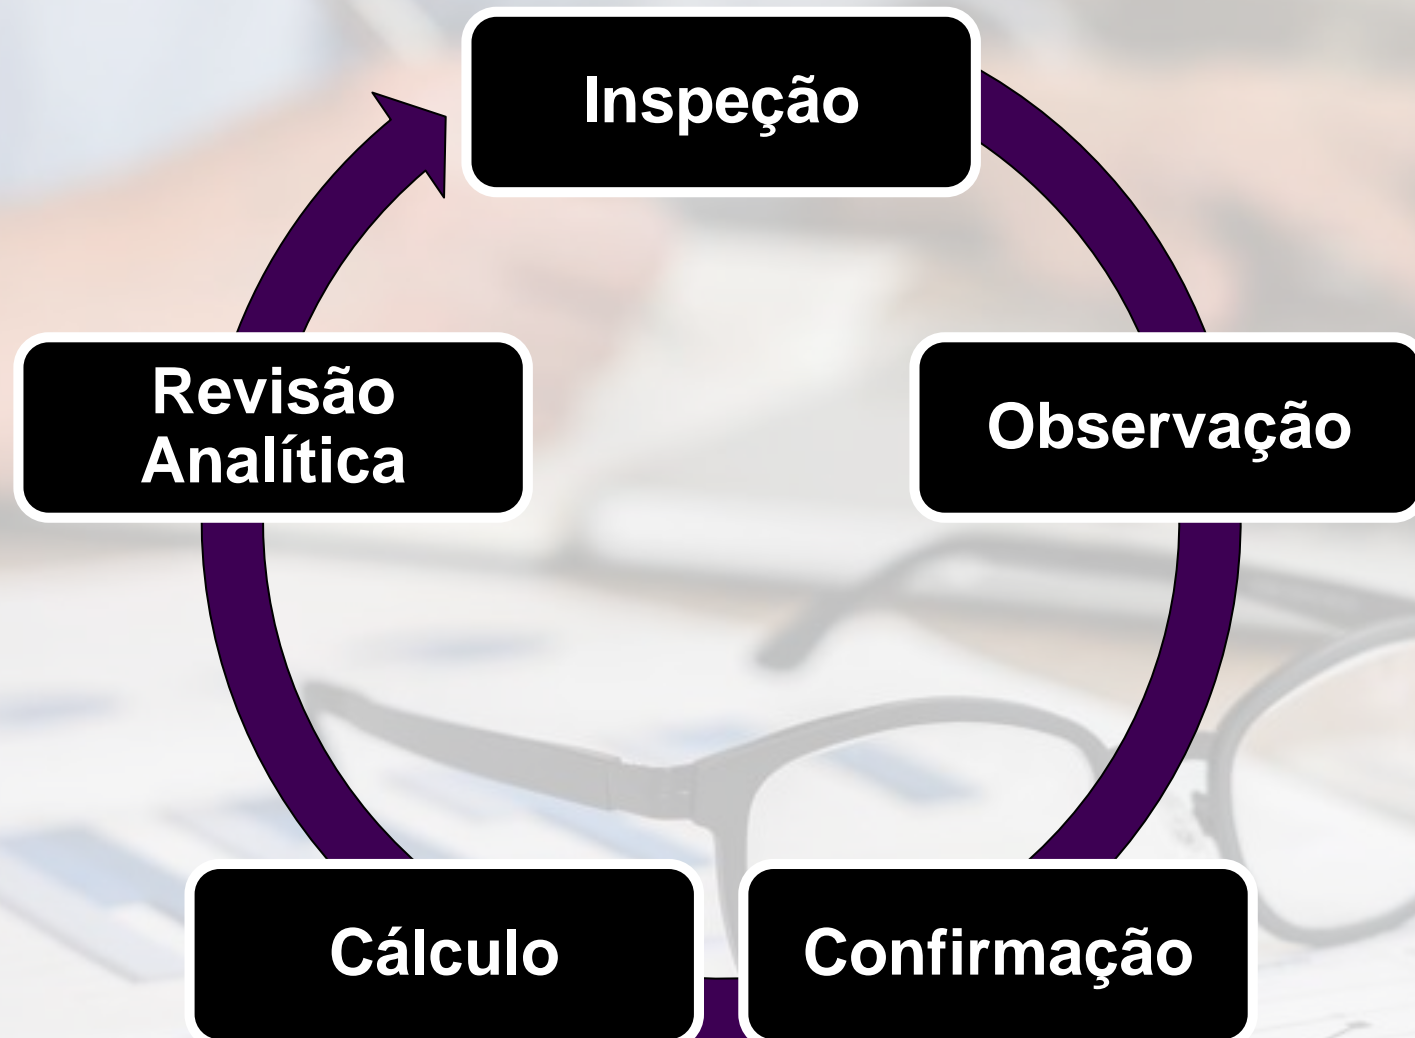 Inspeção
Observação
Confirmação
Cálculo
Revisão
Analítica